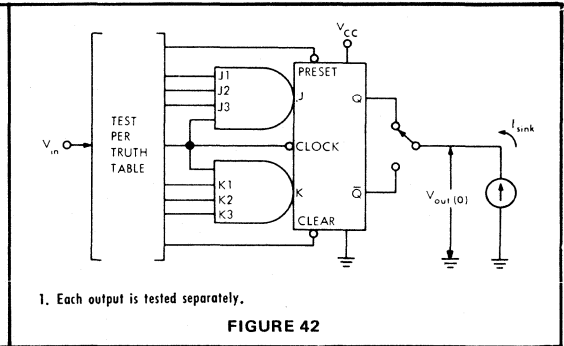 V_CC
PRESET
J1
J2
J3
J
Q
TEST
PER
TRUTH
TABLE
I_sink
V_in
CLOCK
K1
K2
K3
K
Q̅
V_out (0)
CLEAR
1. Each output is tested separately.
FIGURE 42